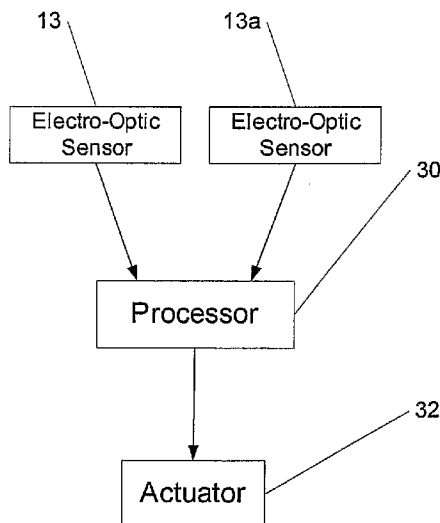 13
13a
Electro-Optic
Sensor
Electro-Optic
Sensor
30
Processor
32
Actuator